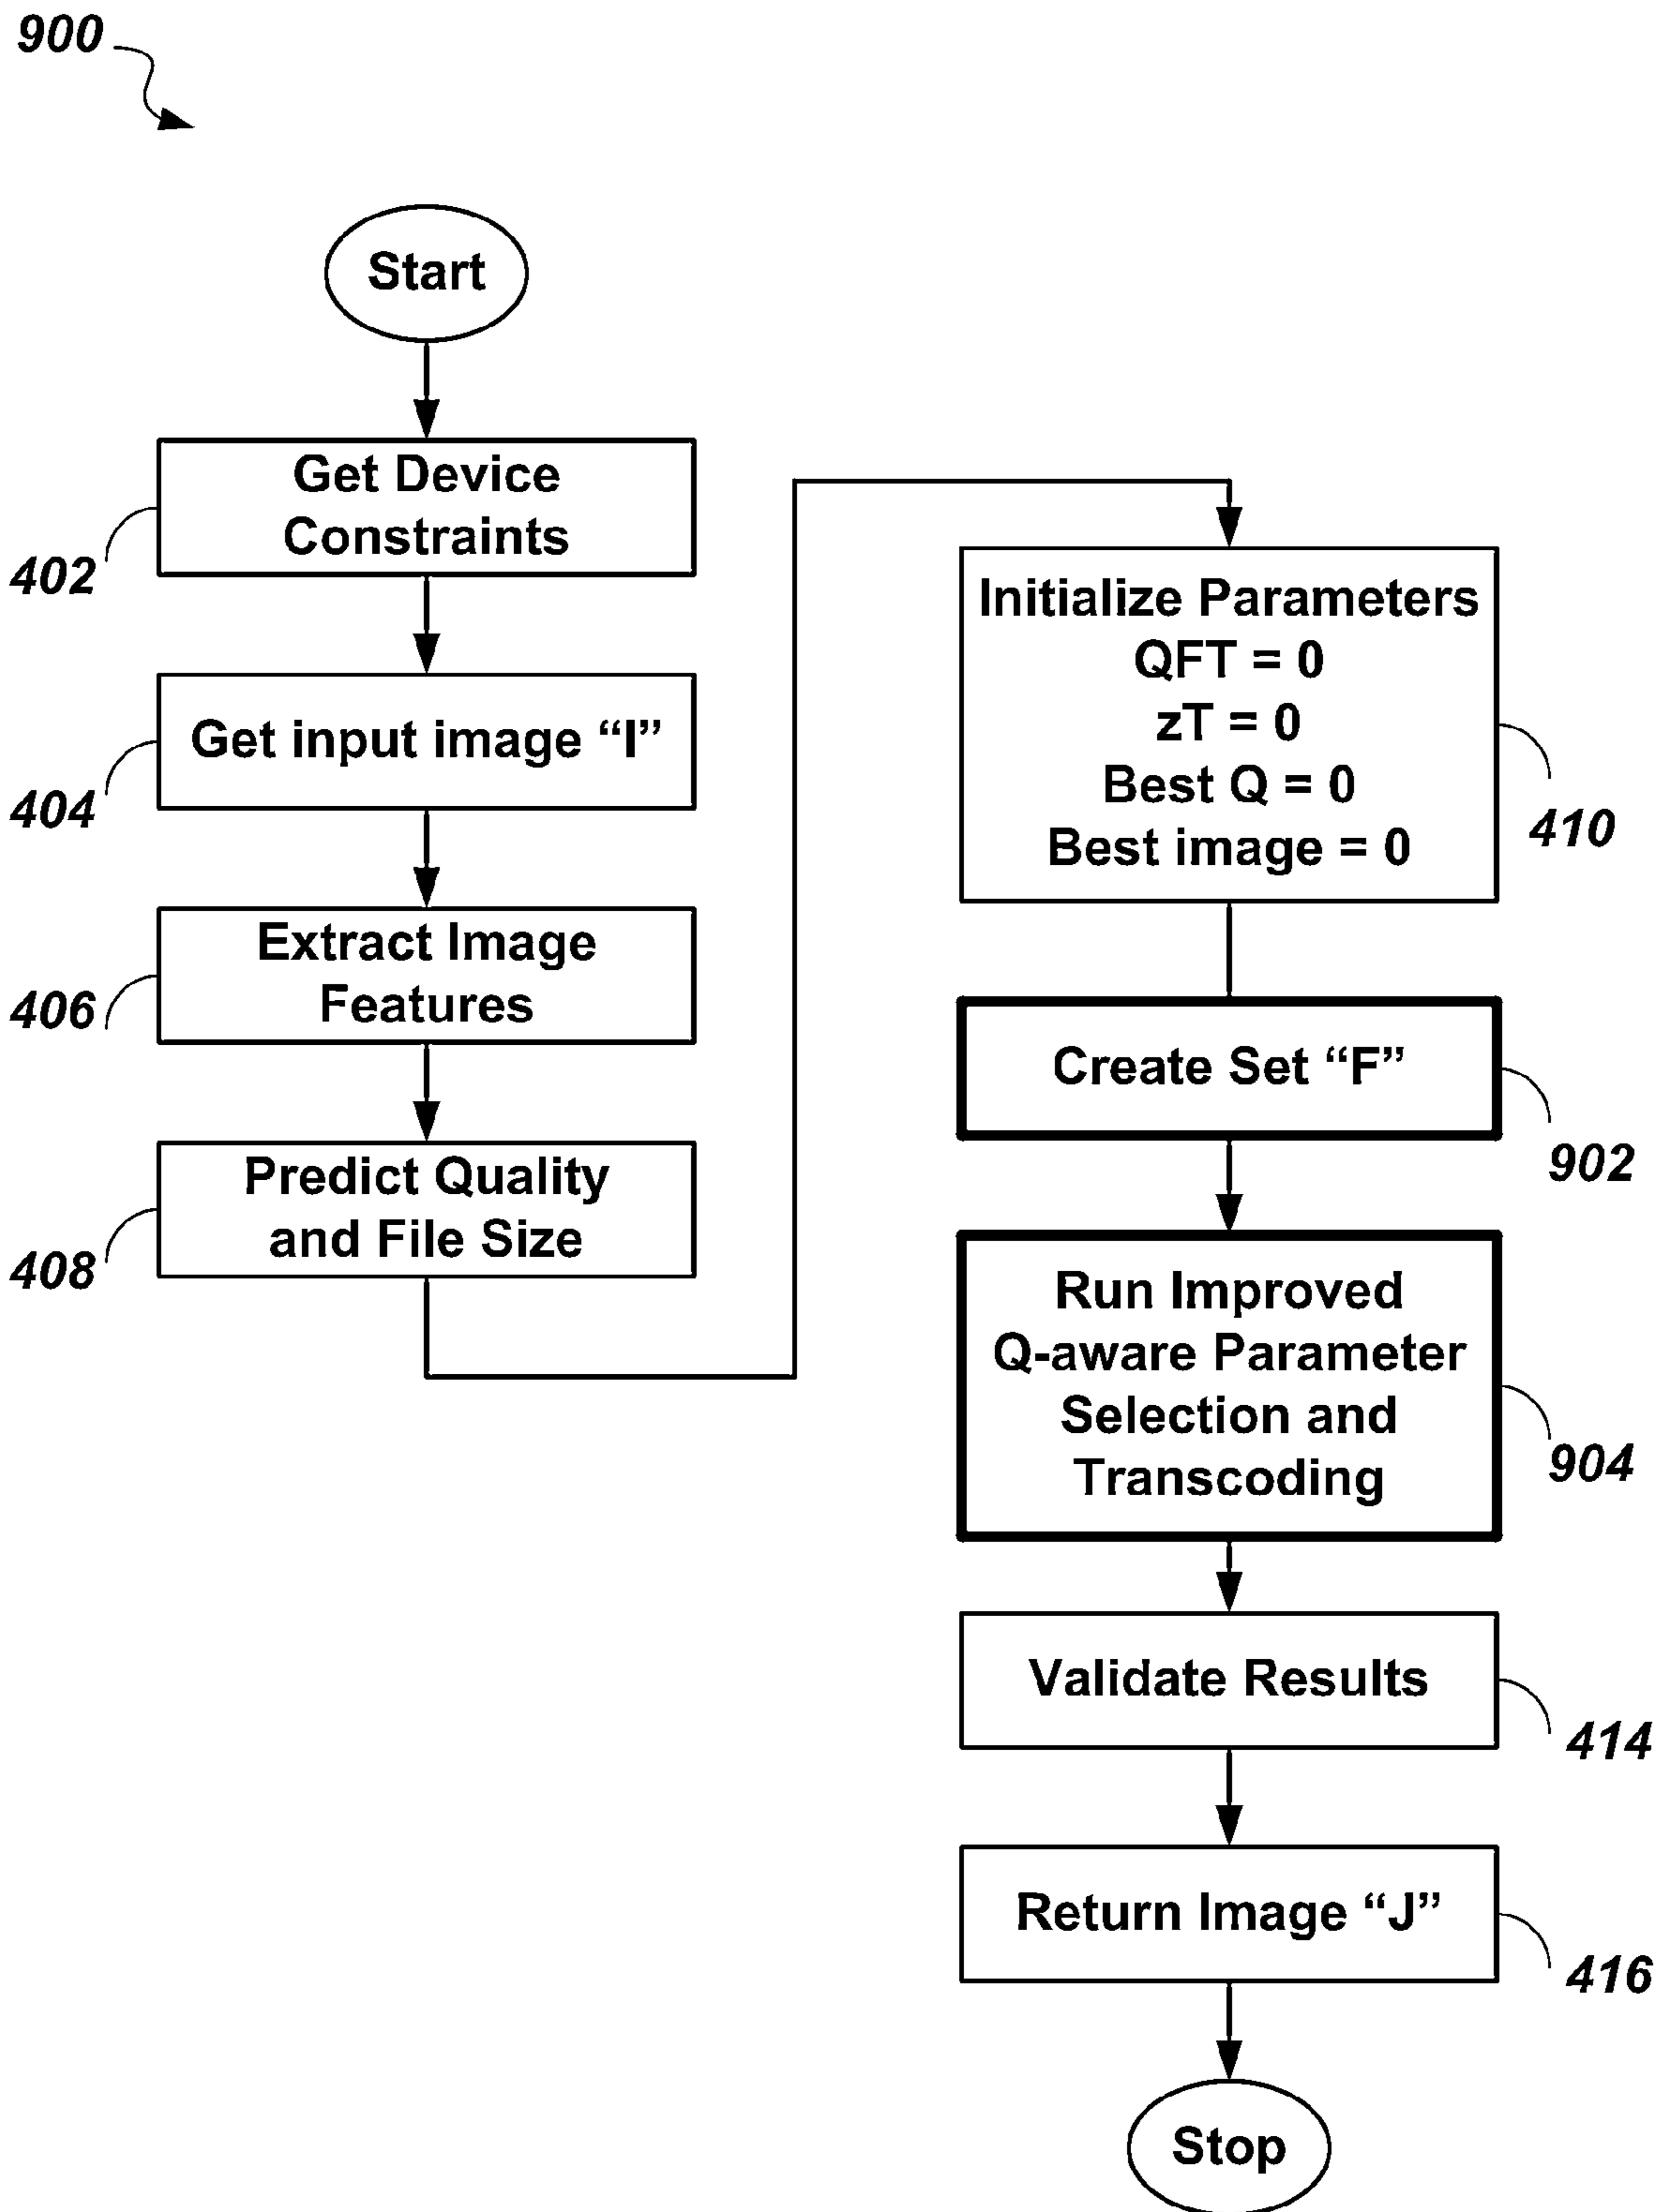 900
Start
Get Device
Constraints
402
Get input image “I”
404
Extract Image
Features
406
Predict Quality
and File Size
408
Initialize Parameters
QFT = 0
zT = 0
Best Q = 0
Best image = 0
410
Create Set “F”
902
Run Improved
Q-aware Parameter
Selection and
Transcoding
904
Validate Results
414
Return Image “J”
416
Stop